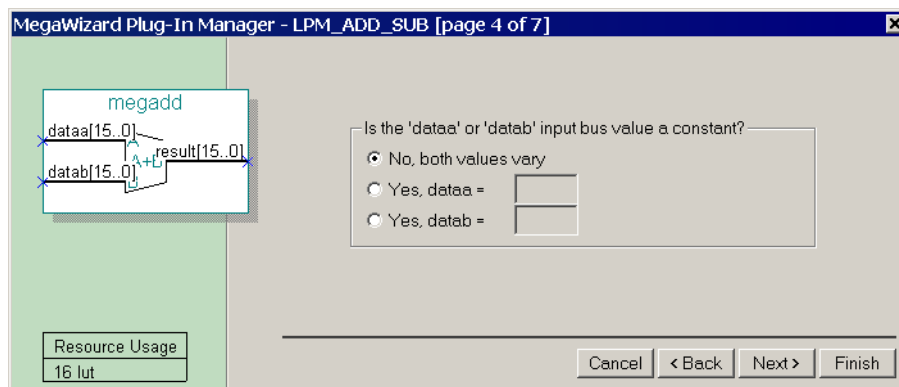 MegaWizard Plug-In Manager - LPM_ADD_SUB [page 4 of 7]
megadd
dataa[15..0]
A
result[15..0]
A+B
datab[15..0]
B
Is the 'dataa' or 'datab' input bus value a constant?
No, both values vary
Yes, dataa =
Yes, datab =
Resource Usage
16 lut
Cancel
< Back
Next >
Finish